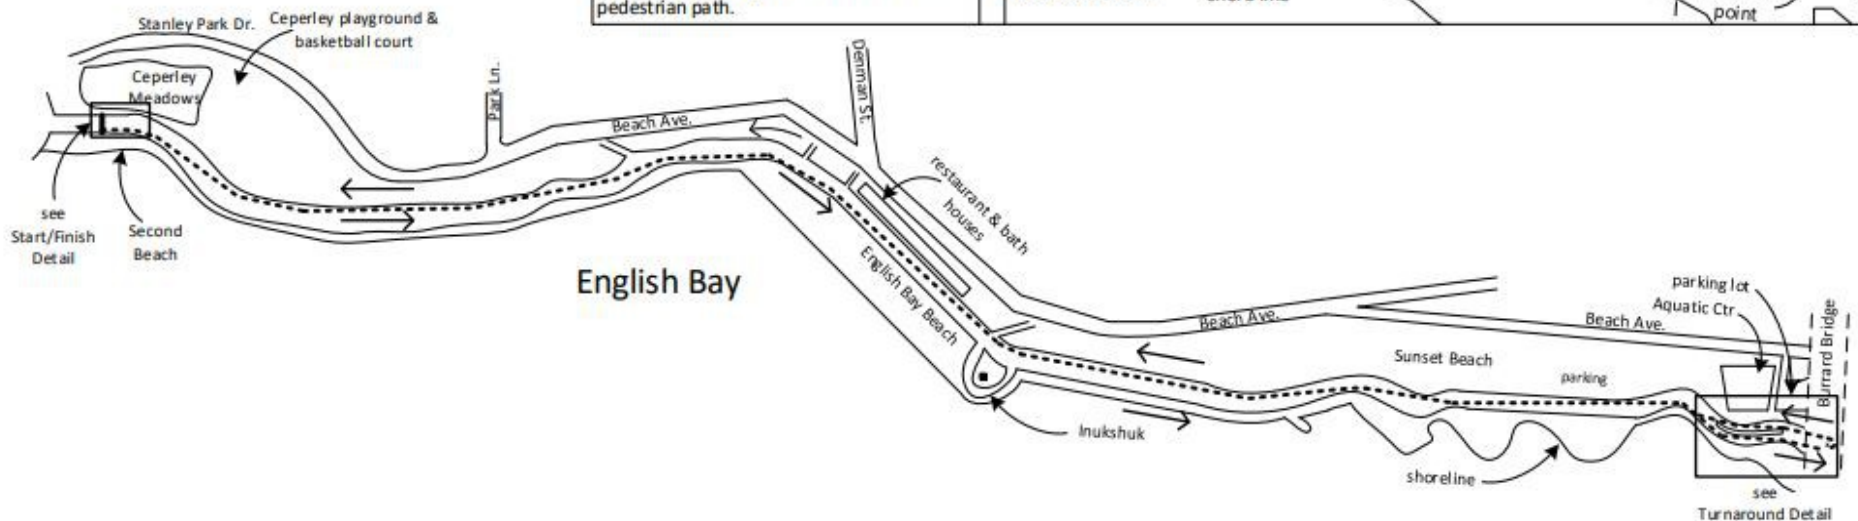 pedestrian path.
point
Stanley Park Dr.
Ceperley playground &
basketball court
Ceperley
Meadows
Park Ln.
Denman St.
Beach Ave.
restaurant & bath
houses
see
Start/Finish
Detail
Second
Beach
English Bay
English Bay Beach
Inukshuk
Beach Ave.
Sunset Beach
parking
Beach Ave.
parking lot
Aquatic Ctr
Burrard Bridge
shoreline
see
Turnaround Detail